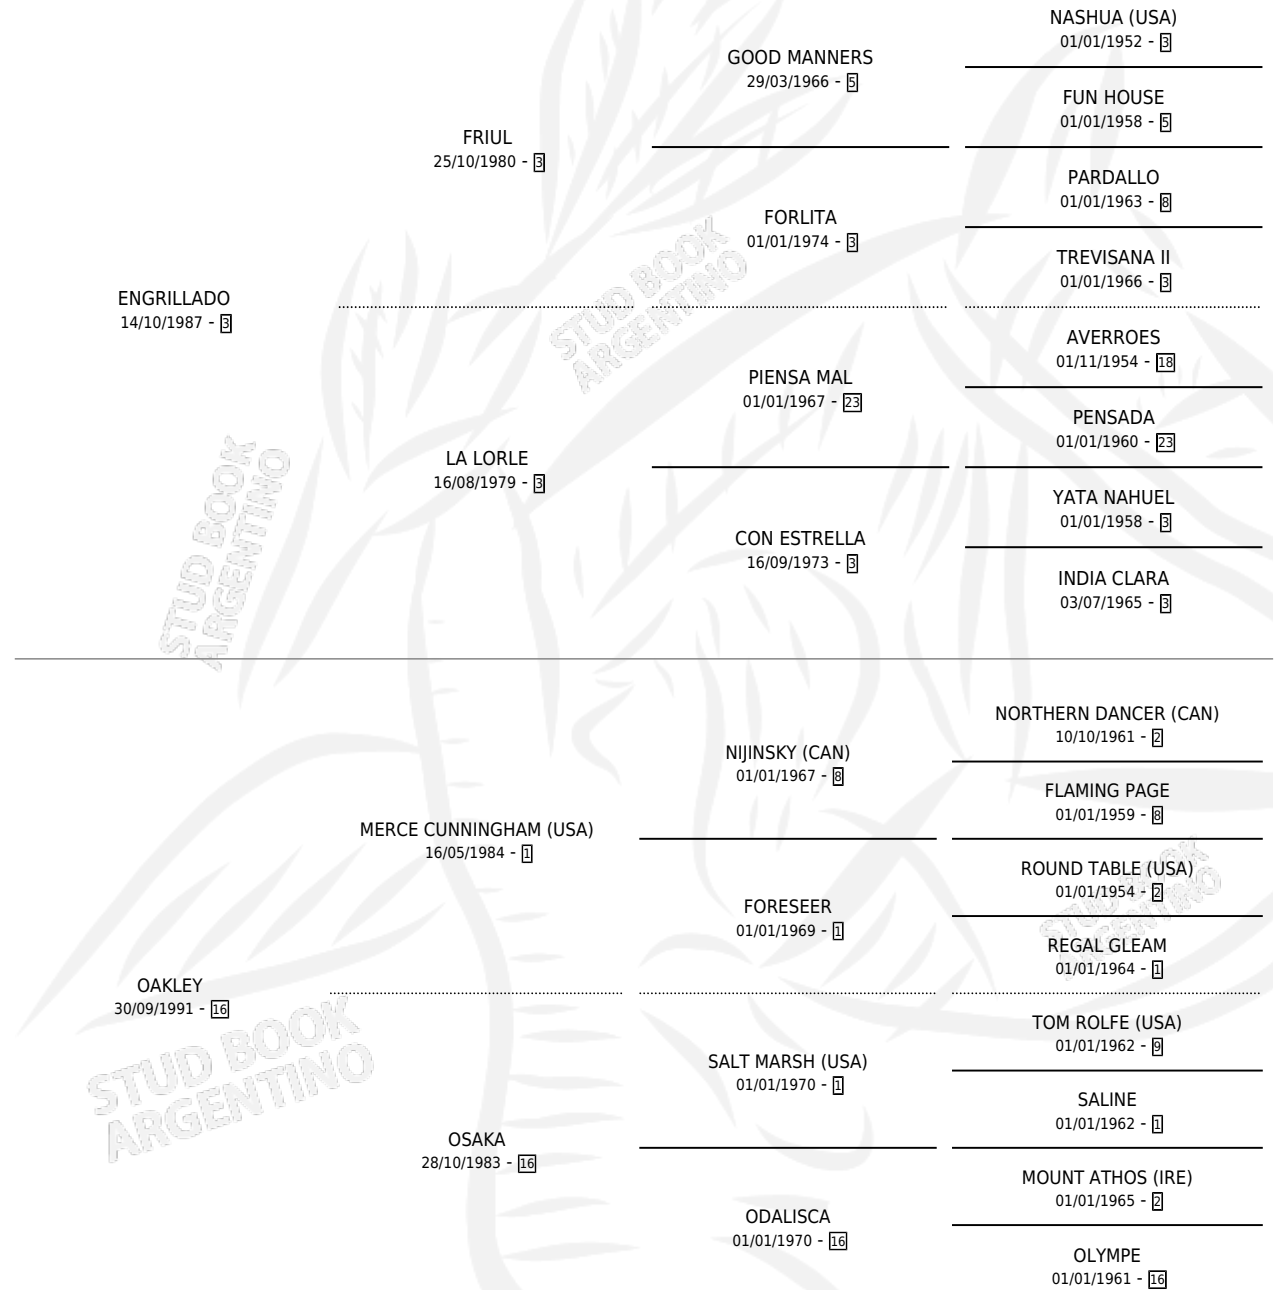 NASHUA (USA)
01/01/1952 - 3
GOOD MANNERS
29/03/1966 - 5
FUN HOUSE
01/01/1958 - 5
FRIUL
25/10/1980 - 3
PARDALLO
01/01/1963 - 8
FORLITA
01/01/1974 - 3
TREVISANA II
01/01/1966 - 3
ENGRILLADO
14/10/1987 - 3
STUD BOOK
ARGENTINO
AVERROES
01/11/1954 - 18
PIENSA MAL
01/01/1967 - 23
PENSADA
01/01/1960 - 23
LA LORLE
16/08/1979 - 3
YATA NAHUEL
01/01/1958 - 3
CON ESTRELLA
16/09/1973 - 3
INDIA CLARA
03/07/1965 - 3
STUD BOOK
ARGENTINO
NORTHERN DANCER (CAN)
10/10/1961 - 2
NIJINSKY (CAN)
01/01/1967 - 8
FLAMING PAGE
01/01/1959 - 8
MERCE CUNNINGHAM (USA)
16/05/1984 - 1
ROUND TABLE (USA)
01/01/1954 - 2
STUD BOOK
ARGENTINO
FORESEER
01/01/1969 - 1
REGAL GLEAM
01/01/1964 - 1
OAKLEY
30/09/1991 - 16
STUD BOOK
ARGENTINO
TOM ROLFE (USA)
01/01/1962 - 9
SALT MARSH (USA)
01/01/1970 - 1
SALINE
01/01/1962 - 1
OSAKA
28/10/1983 - 16
MOUNT ATHOS (IRE)
01/01/1965 - 2
ODALISCA
01/01/1970 - 16
OLYMPE
01/01/1961 - 16